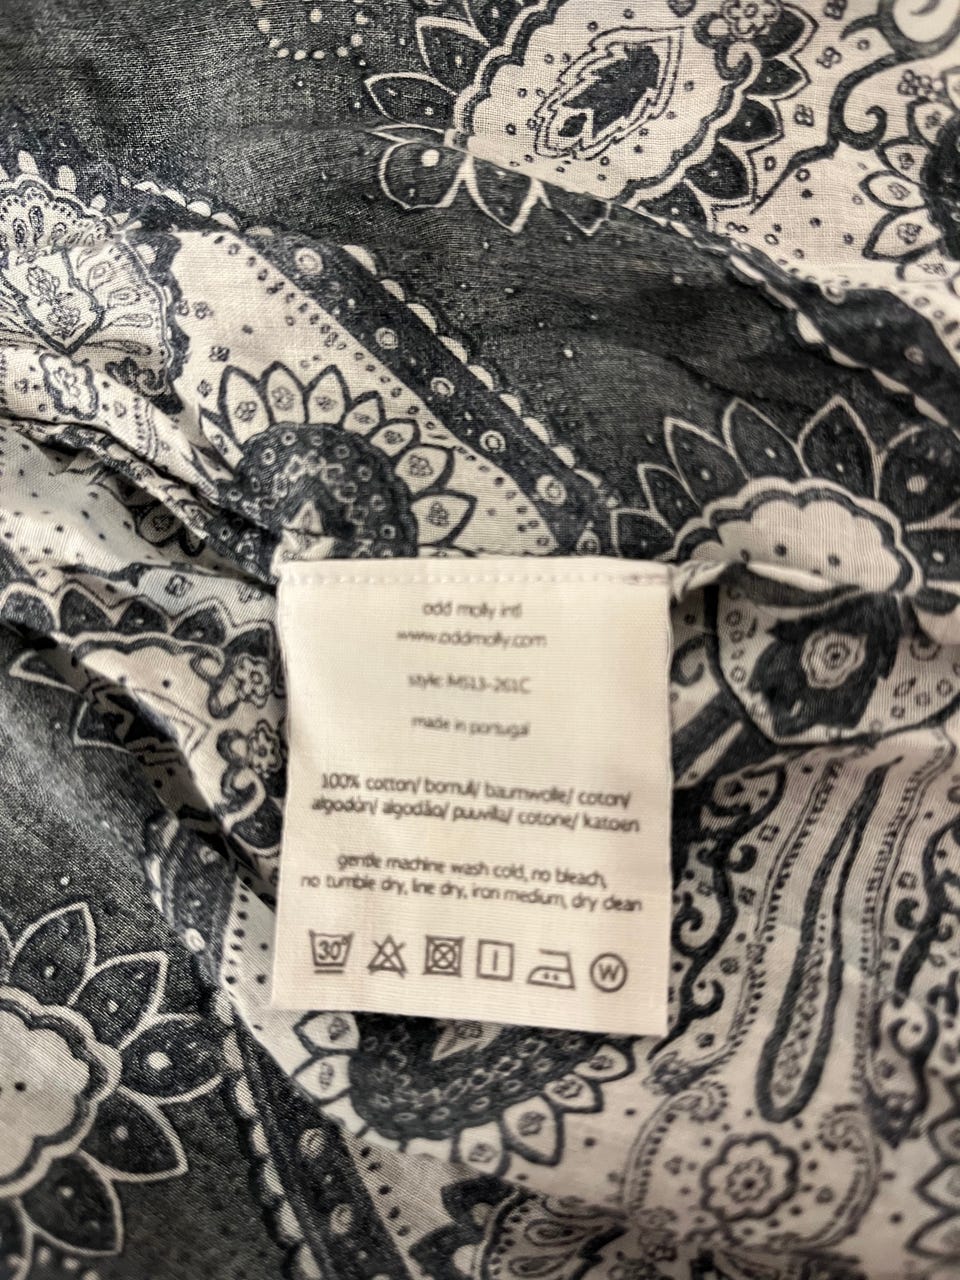 odd molly intl
www.oddmolly.com
style: MS13-261C
made in portugal
100% cotton/ bomull/ baumwolle/ coton/
algodón/ algodão/ puuvilla/ cotone/ katoen
gentle machine wash cold, no bleach,
no tumble dry, line dry, iron medium, dry clean
30°
W